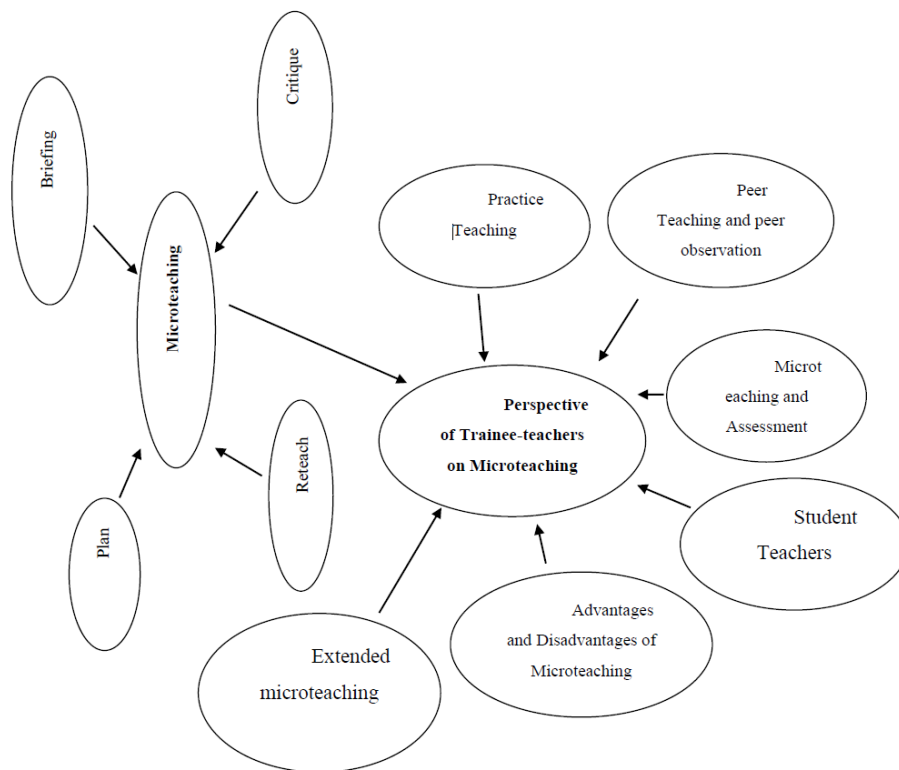 Briefing
Critique
Microteaching
Plan
Reteach
Practice
Teaching
Peer
Teaching and peer
observation
Microt
eaching and
Assessment
Perspective
of Trainee-teachers
on Microteaching
Student
Teachers
Advantages
and Disadvantages of
Microteaching
Extended
microteaching